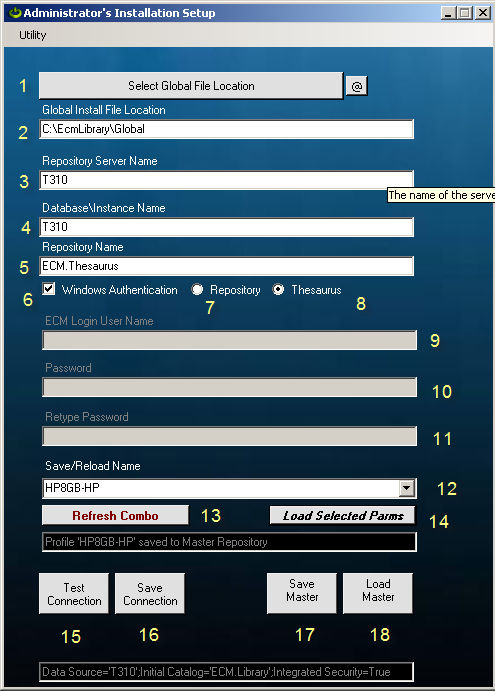 Administrator's Installation Setup
Utility
1 Select Global File Location @
Global Install File Location
2 C:\EcmLibrary\Global
Repository Server Name
3 T310
The name of the serve
Database\Instance Name
4 T310
Repository Name
5 ECM.Thesaurus
6 Windows Authentication Repository Thesaurus
7 8
ECM Login User Name
9
Password
10
Retype Password
11
Save/Reload Name
HP8GB-HP 12
Refresh Combo 13 Load Selected Parms 14
Profile 'HP8GB-HP' saved to Master Repository
Test Connection Save Connection Save Master Load Master
15 16 17 18
Data Source='T310';Initial Catalog='ECM.Library';Integrated Security=True